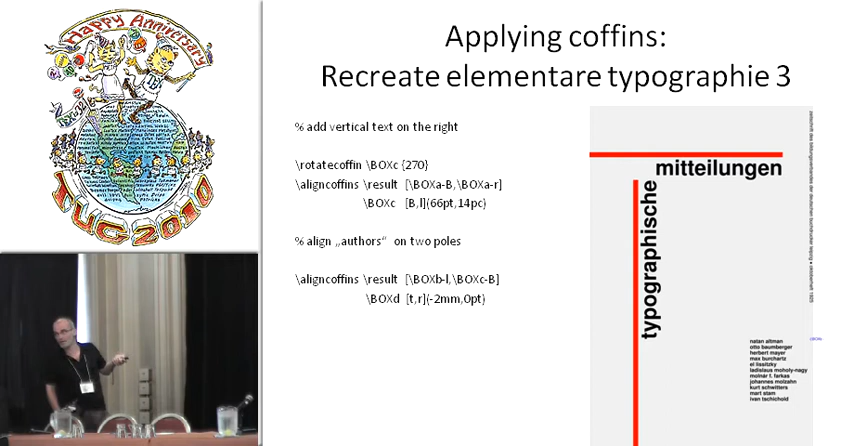 Happy Anniversary
TUG 2010
Applying coffins:
Recreate elementare typographie 3
% add vertical text on the right
\rotatecoffin \BOXc {270}
\aligncoffins \result [\BOXa-B,\BOXa-r]
\BOXc [B,l](66pt,14pc)
% align „authors“ on two poles
\aligncoffins \result [\BOXb-l,\BOXc-B]
\BOXd [t,r](-2mm,0pt)
mitteilungen
typographische
natan altman
otto baumberger
herbert mayer
max burchartz
el lissitzky
ladislaus moholy-nagy
molnár f. farkas
johannes molzahn
kurt schwitters
mart stam
ivan tschichold